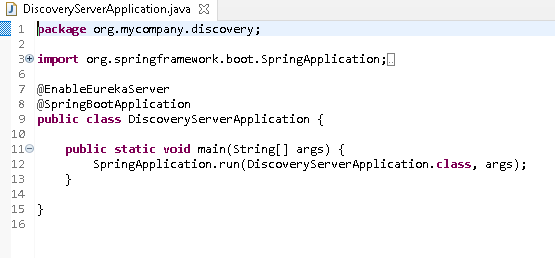 DiscoveryServerApplication.java
1 package org.mycompany.discovery;
2
3 import org.springframework.boot.SpringApplication;
6
7 @EnableEurekaServer
8 @SpringBootApplication
9 public class DiscoveryServerApplication {
10
11 public static void main(String[] args) {
12 SpringApplication.run(DiscoveryServerApplication.class, args);
13 }
14
15 }
16